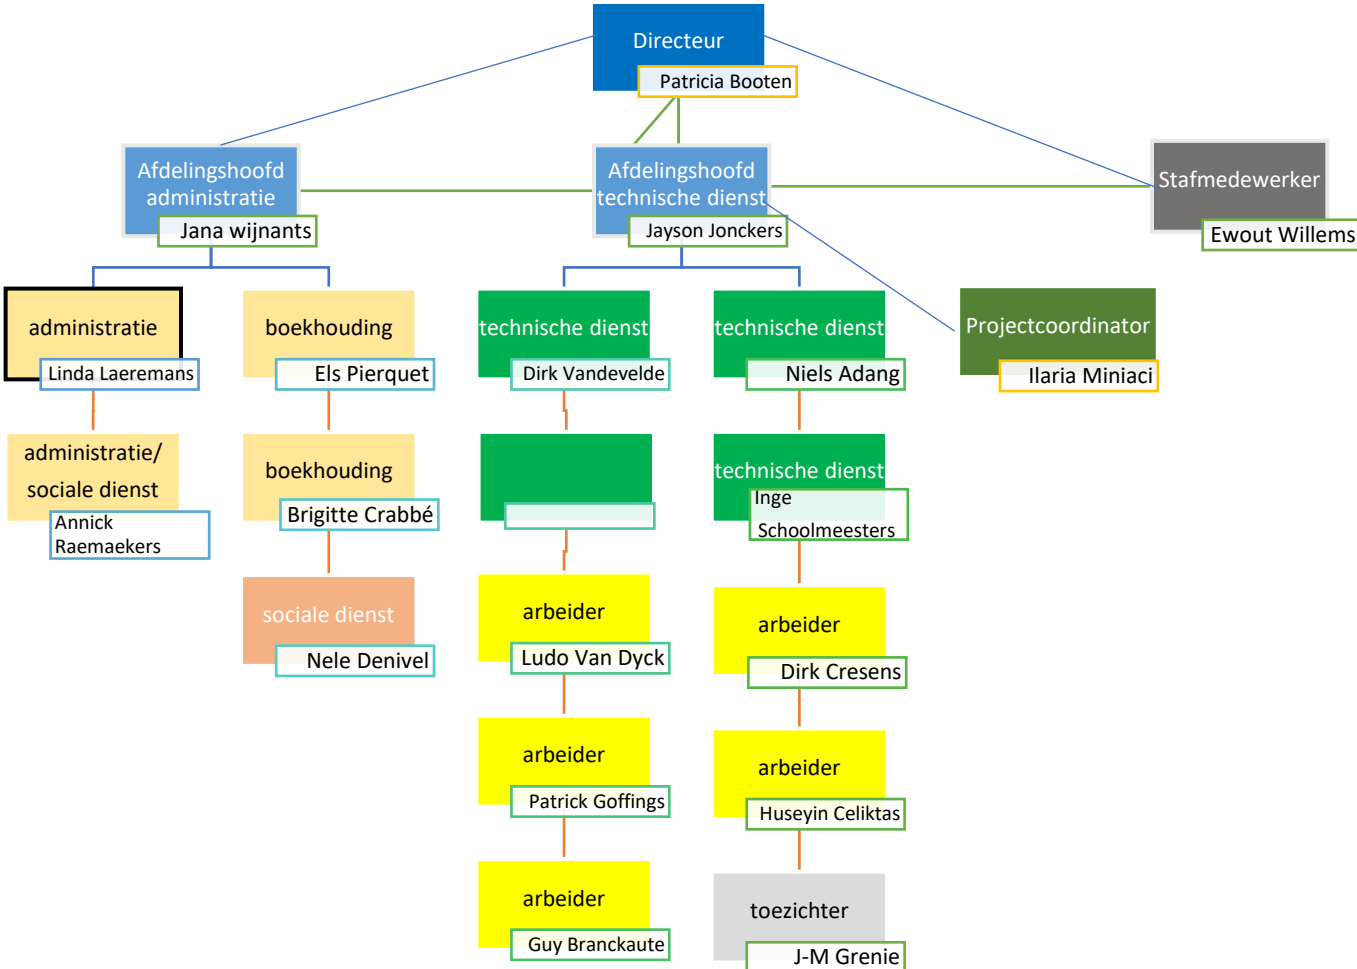 Directeur
Patricia Booten
Afdelingshoofd
administratie
Jana wijnants
Afdelingshoofd
technische dienst
Jayson Jonckers
Stafmedewerker
Ewout Willems
administratie
Linda Laeremans
boekhouding
Els Pierquet
technische dienst
Dirk Vandevelde
technische dienst
Niels Adang
Projectcoordinator
Ilaria Miniaci
administratie/
sociale dienst
Annick
Raemaekers
boekhouding
Brigitte Crabbé
technische dienst
Inge
Schoolmeesters
sociale dienst
Nele Denivel
arbeider
Ludo Van Dyck
arbeider
Dirk Cresens
arbeider
Patrick Goffings
arbeider
Huseyin Celiktas
arbeider
Guy Branckaute
toezichter
J-M Grenie